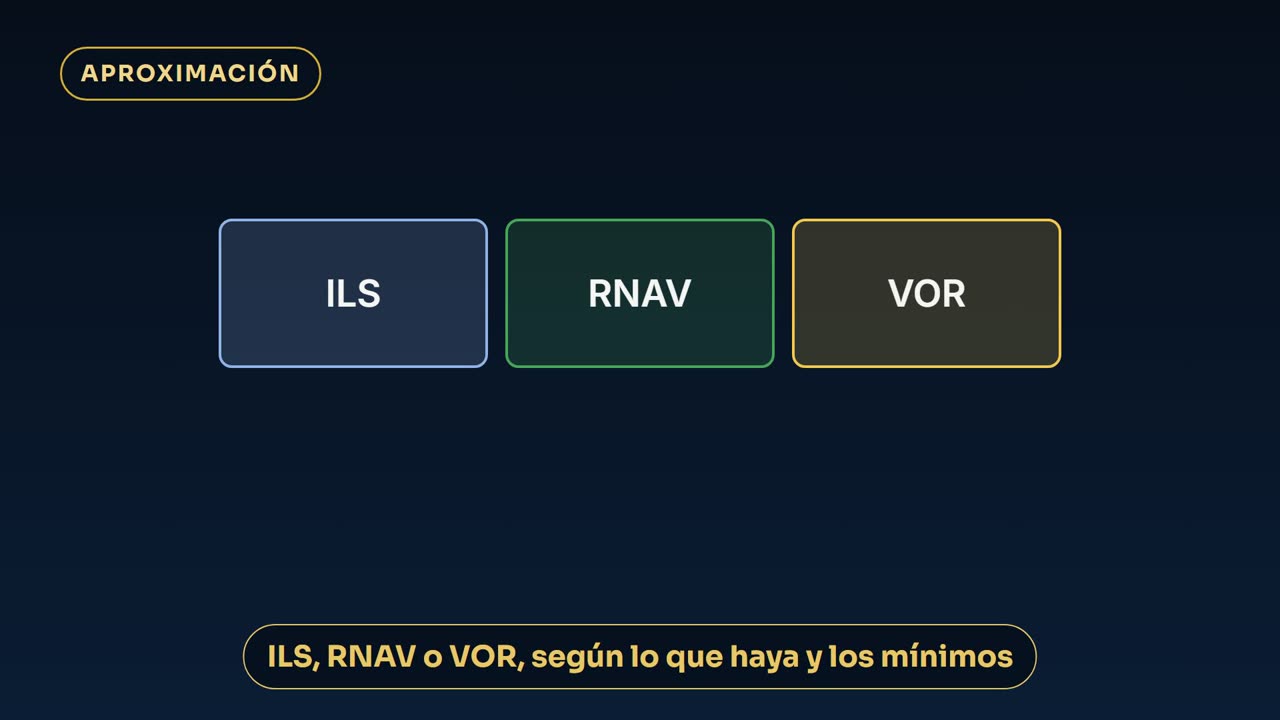 APROXIMACIÓN
ILS
RNAV
VOR
ILS, RNAV o VOR, según lo que haya y los mínimos